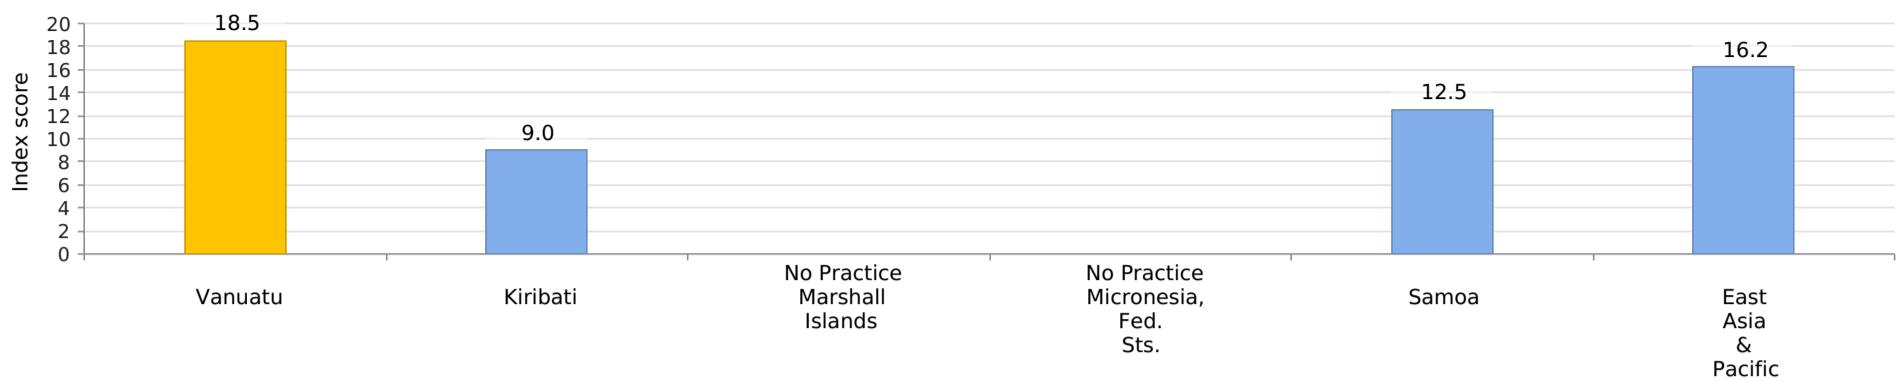 Index score
20
18
16
14
12
10
8
6
4
2
0
18.5
9.0
12.5
16.2
Vanuatu
Kiribati
No Practice
Marshall
Islands
No Practice
Micronesia,
Fed.
Sts.
Samoa
East
Asia
&
Pacific